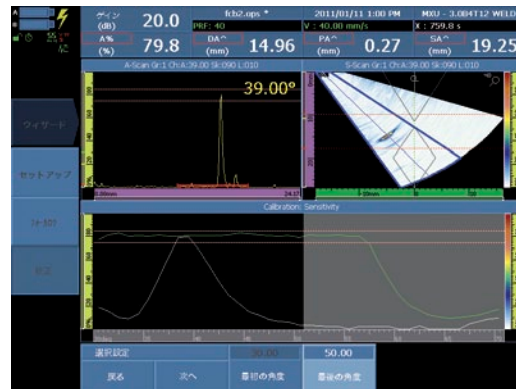 ゲイン (dB) 20.0
fcb2.ops *
PRF: 40
2011/01/11 1:00 PM
V : 40.00 mm/s
MXU - 3.0B4T12 WELD
X : 759.8 s
A% (%) 79.8
DA^ (mm) 14.96
PA^ (mm) 0.27
SA^ (mm) 19.25
A-Scan Gr:1 Ch:A:39.00 Sk:090 L:010
S-Scan Gr:1 Ch:A:39.00 Sk:090 L:010
39.00°
ウィザード
セットアップ
Calibration: Sensitivity
選択設定
30.00
50.00
戻る
次へ
最初の角度
最後の角度